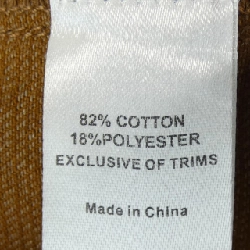 82% COTTON
18%POLYESTER
EXCLUSIVE OF TRIMS
Made in China